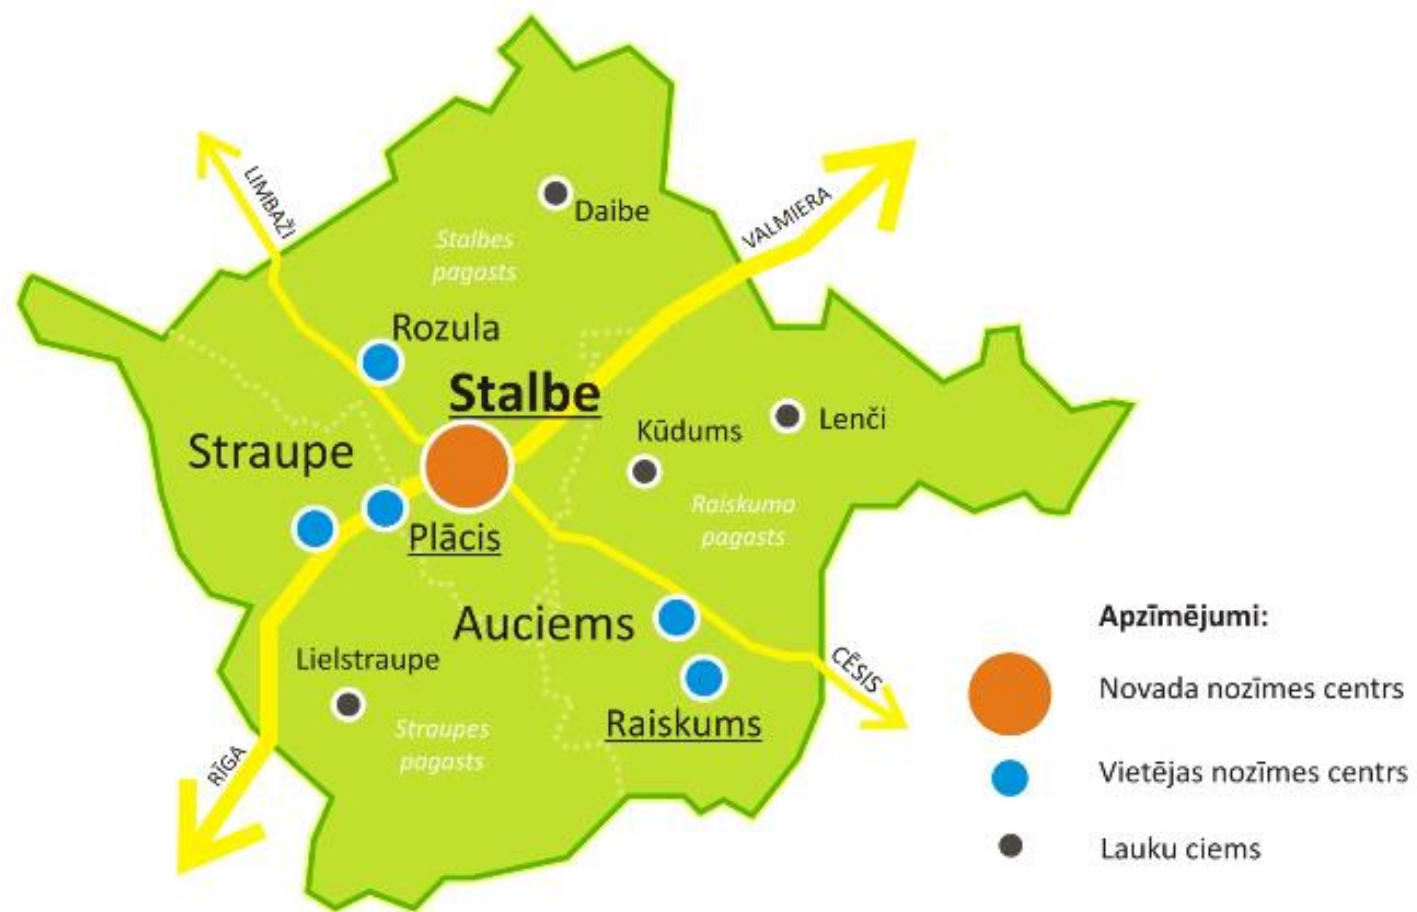 LIMBAŽI
Daibe
VALMIERA
Stalbes
pagasts
Rozula
Stalbe
Lenči
Kūdums
Straupe
Raiskuma
pagasts
Plācis
Auciems
Lielstraupe
CĒSIS
Raiskums
Straupes
pagasts
RĪGA
Apzīmējumi:
Novada nozīmes centrs
Vietējas nozīmes centrs
Lauku ciems